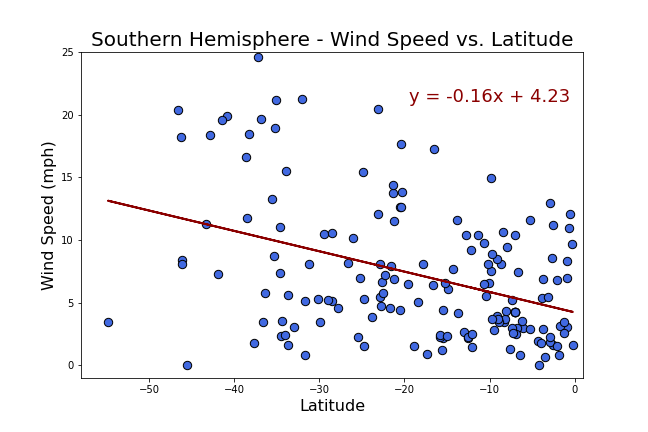 Southern Hemisphere - Wind Speed vs. Latitude
y = -0.16x + 4.23
Wind Speed (mph)
25
20
15
10
5
0
−50 −40 −30 −20 −10 0
Latitude